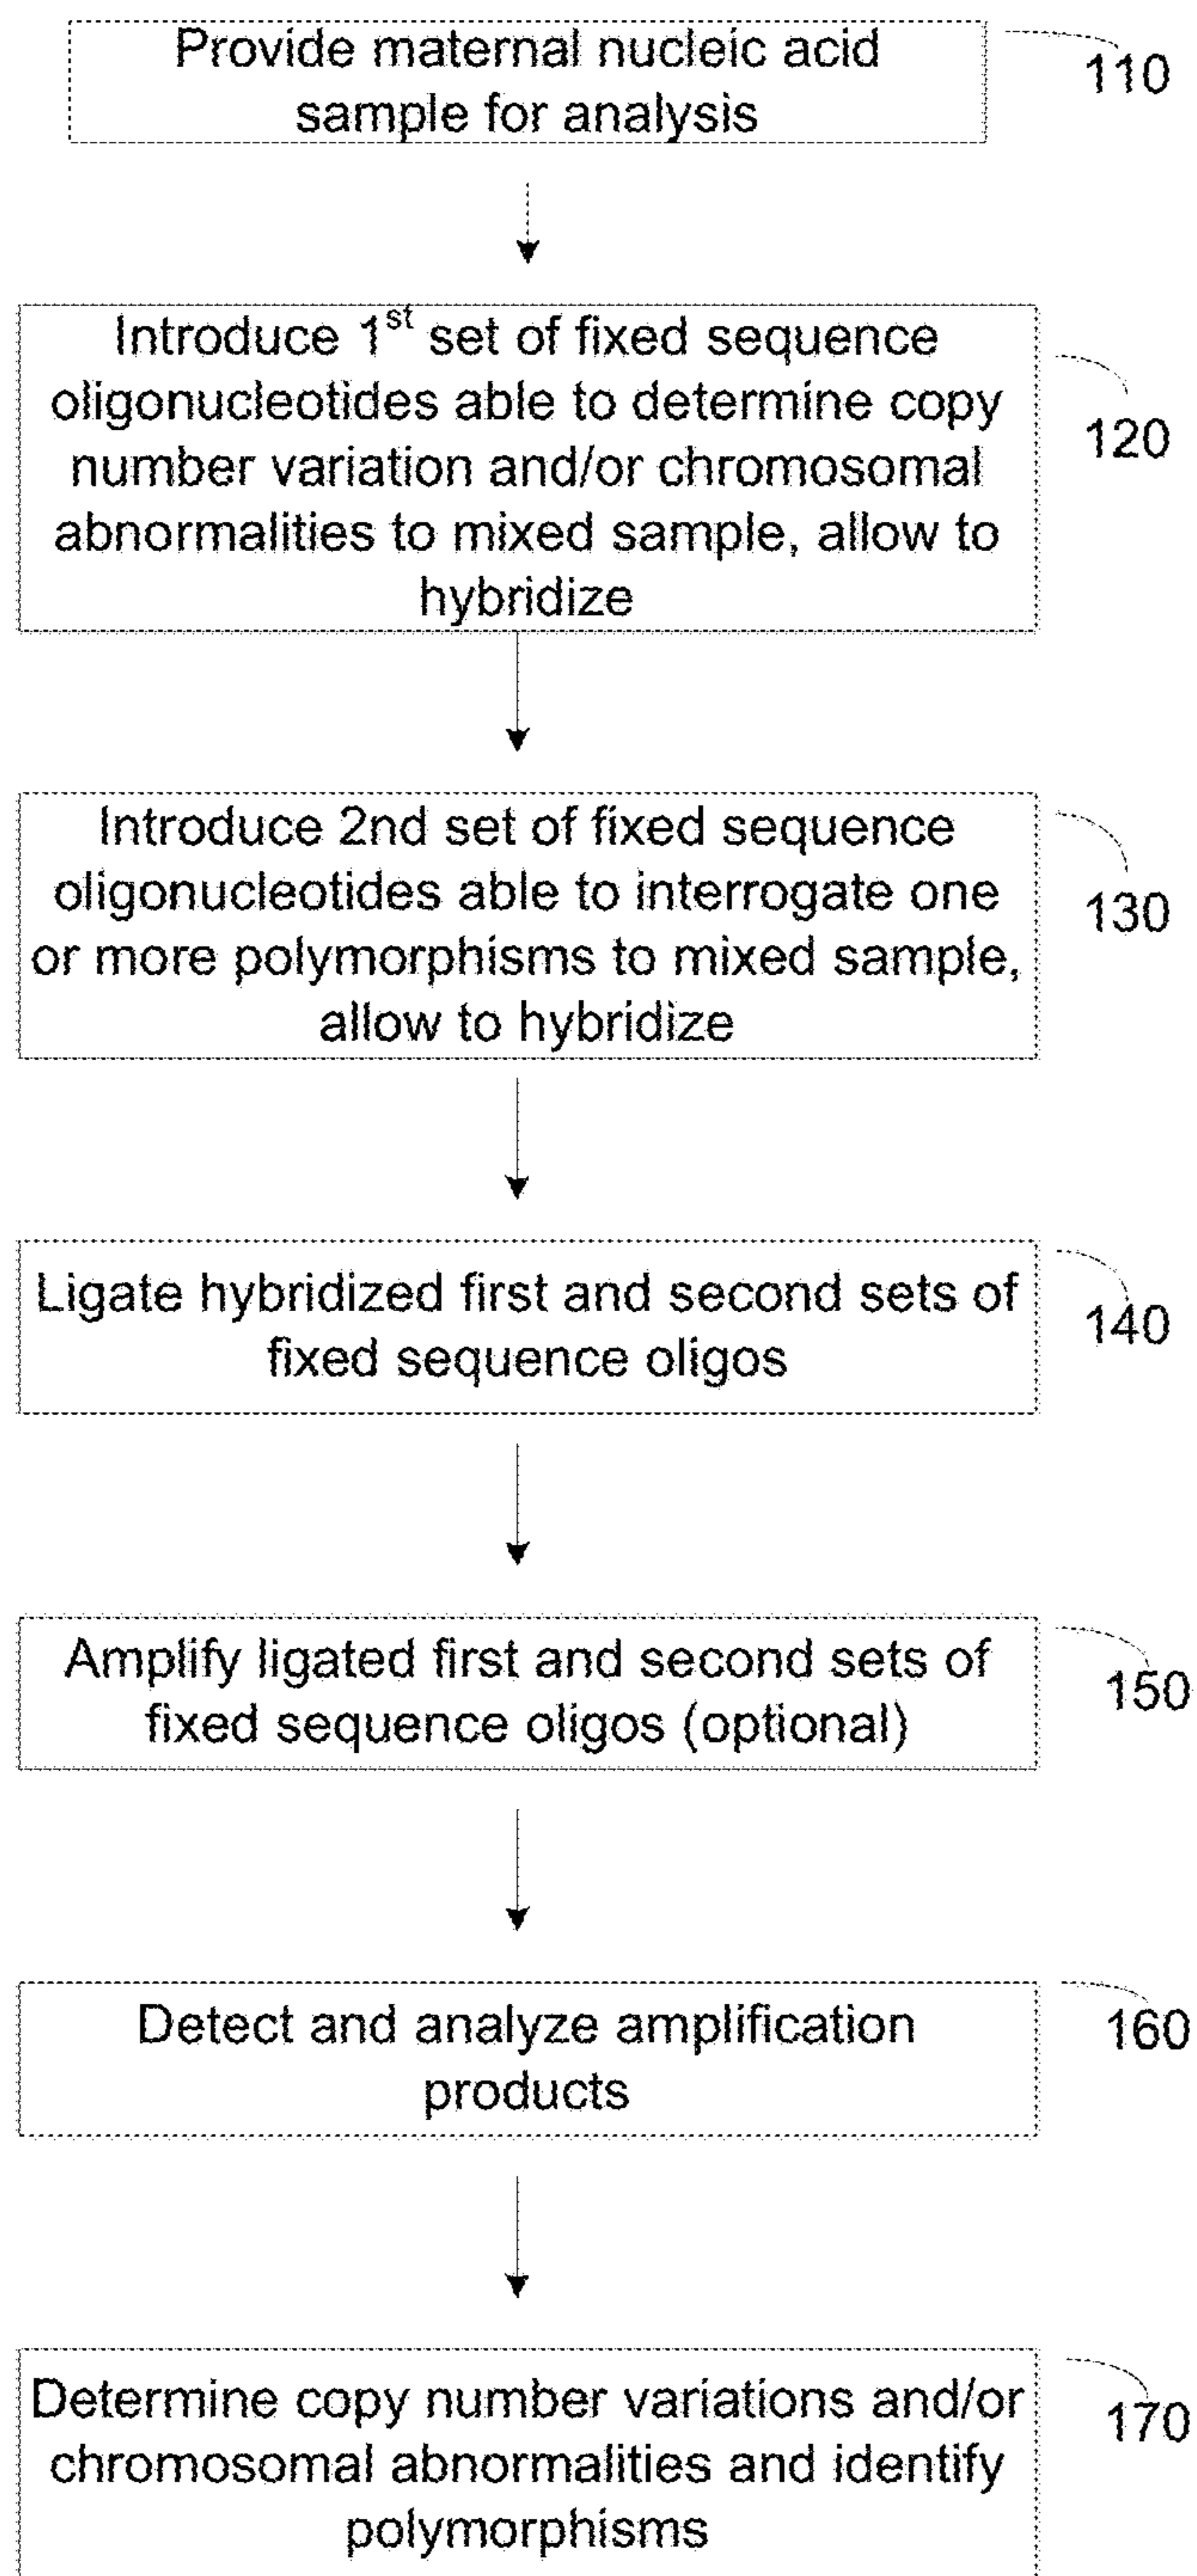 Provide maternal nucleic acid
sample for analysis
110
Introduce 1st set of fixed sequence
oligonucleotides able to determine copy
number variation and/or chromosomal
abnormalities to mixed sample, allow to
hybridize
120
Introduce 2nd set of fixed sequence
oligonucleotides able to interrogate one
or more polymorphisms to mixed sample,
allow to hybridize
130
Ligate hybridized first and second sets of
fixed sequence oligos
140
Amplify ligated first and second sets of
fixed sequence oligos (optional)
150
Detect and analyze amplification
products
160
Determine copy number variations and/or
chromosomal abnormalities and identify
polymorphisms
170